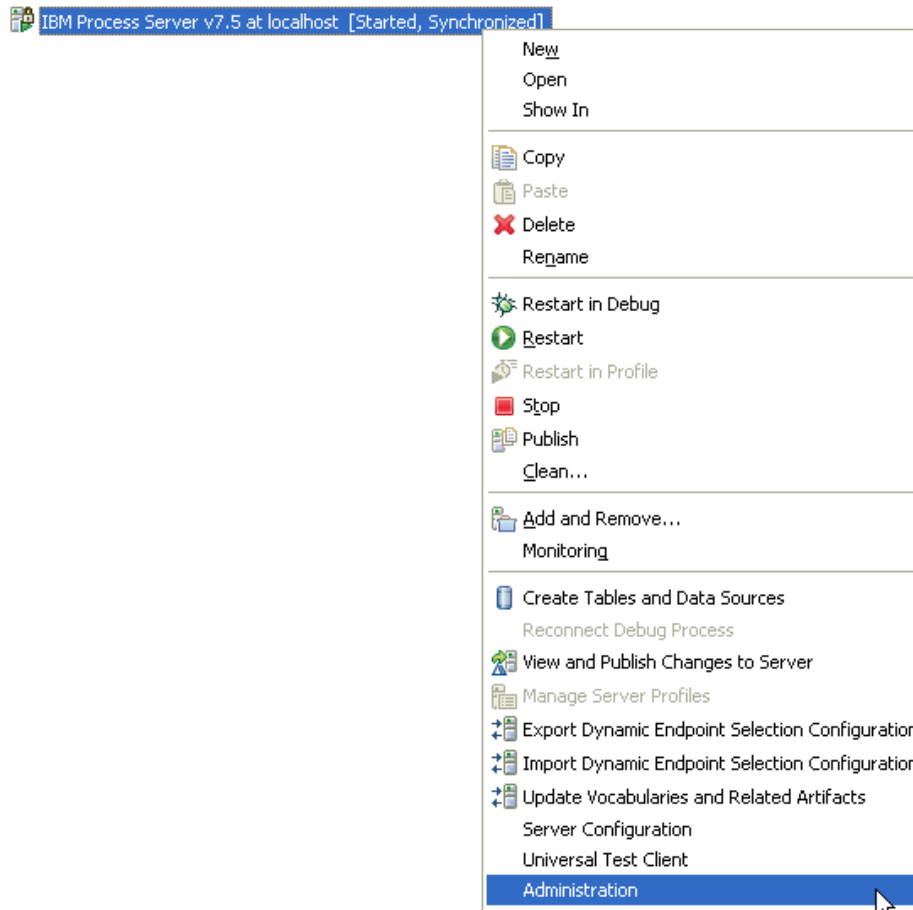 IBM Process Server v7.5 at localhost [Started, Synchronized]
New
Open
Show In
Copy
Paste
Delete
Rename
Restart in Debug
Restart
Restart in Profile
Stop
Publish
Clean...
Add and Remove...
Monitoring
Create Tables and Data Sources
Reconnect Debug Process
View and Publish Changes to Server
Manage Server Profiles
Export Dynamic Endpoint Selection Configuration
Import Dynamic Endpoint Selection Configuration
Update Vocabularies and Related Artifacts
Server Configuration
Universal Test Client
Administration